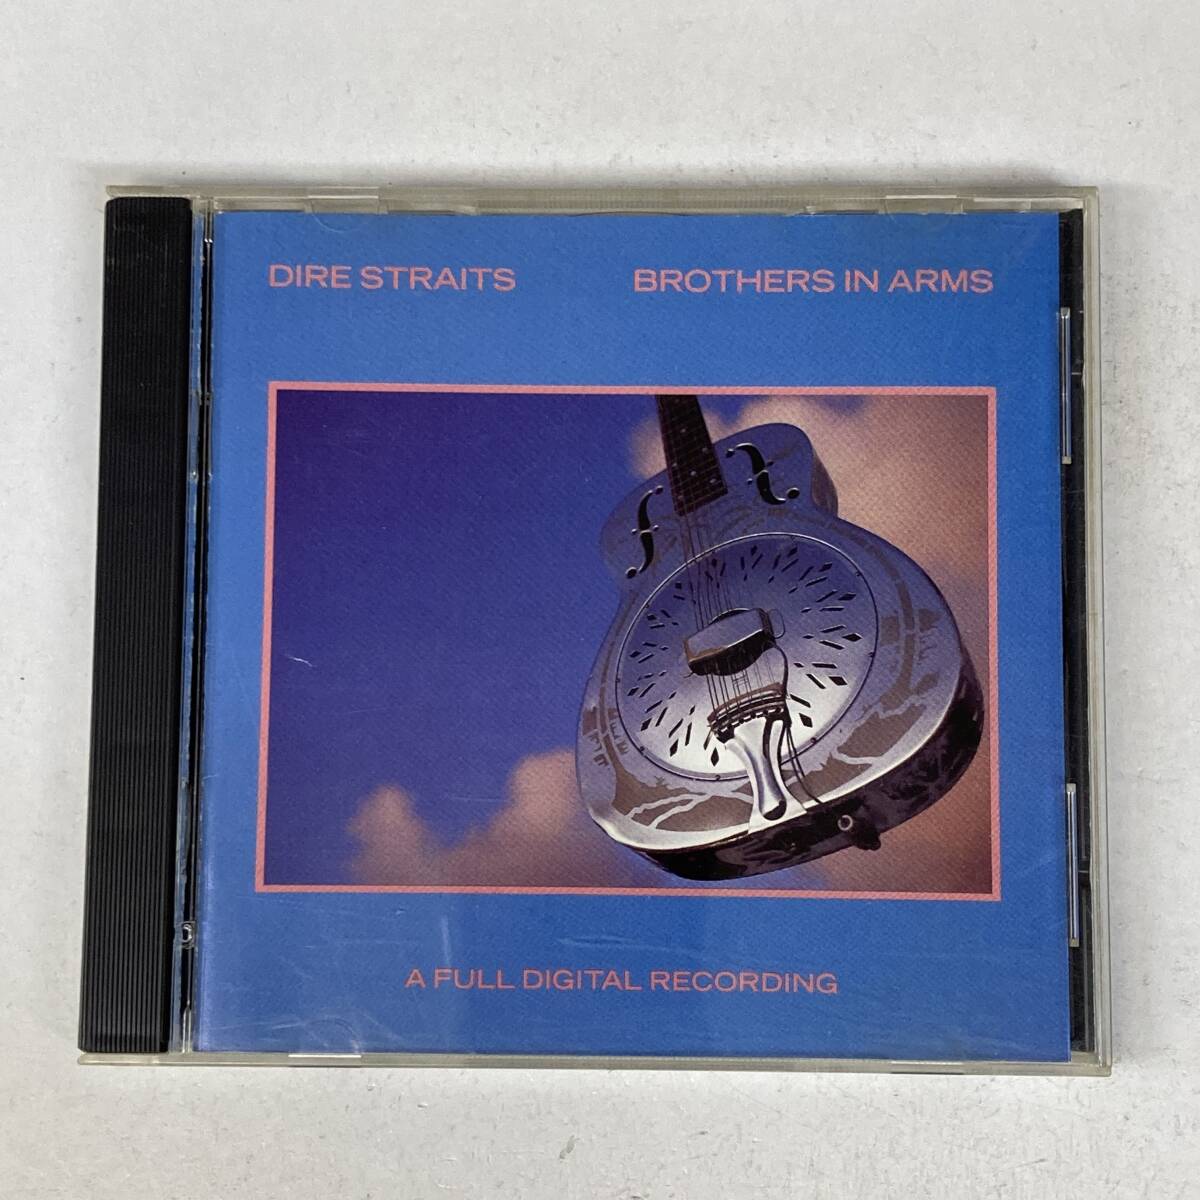 DIRE STRAITS BROTHERS IN ARMS
A FULL DIGITAL RECORDING